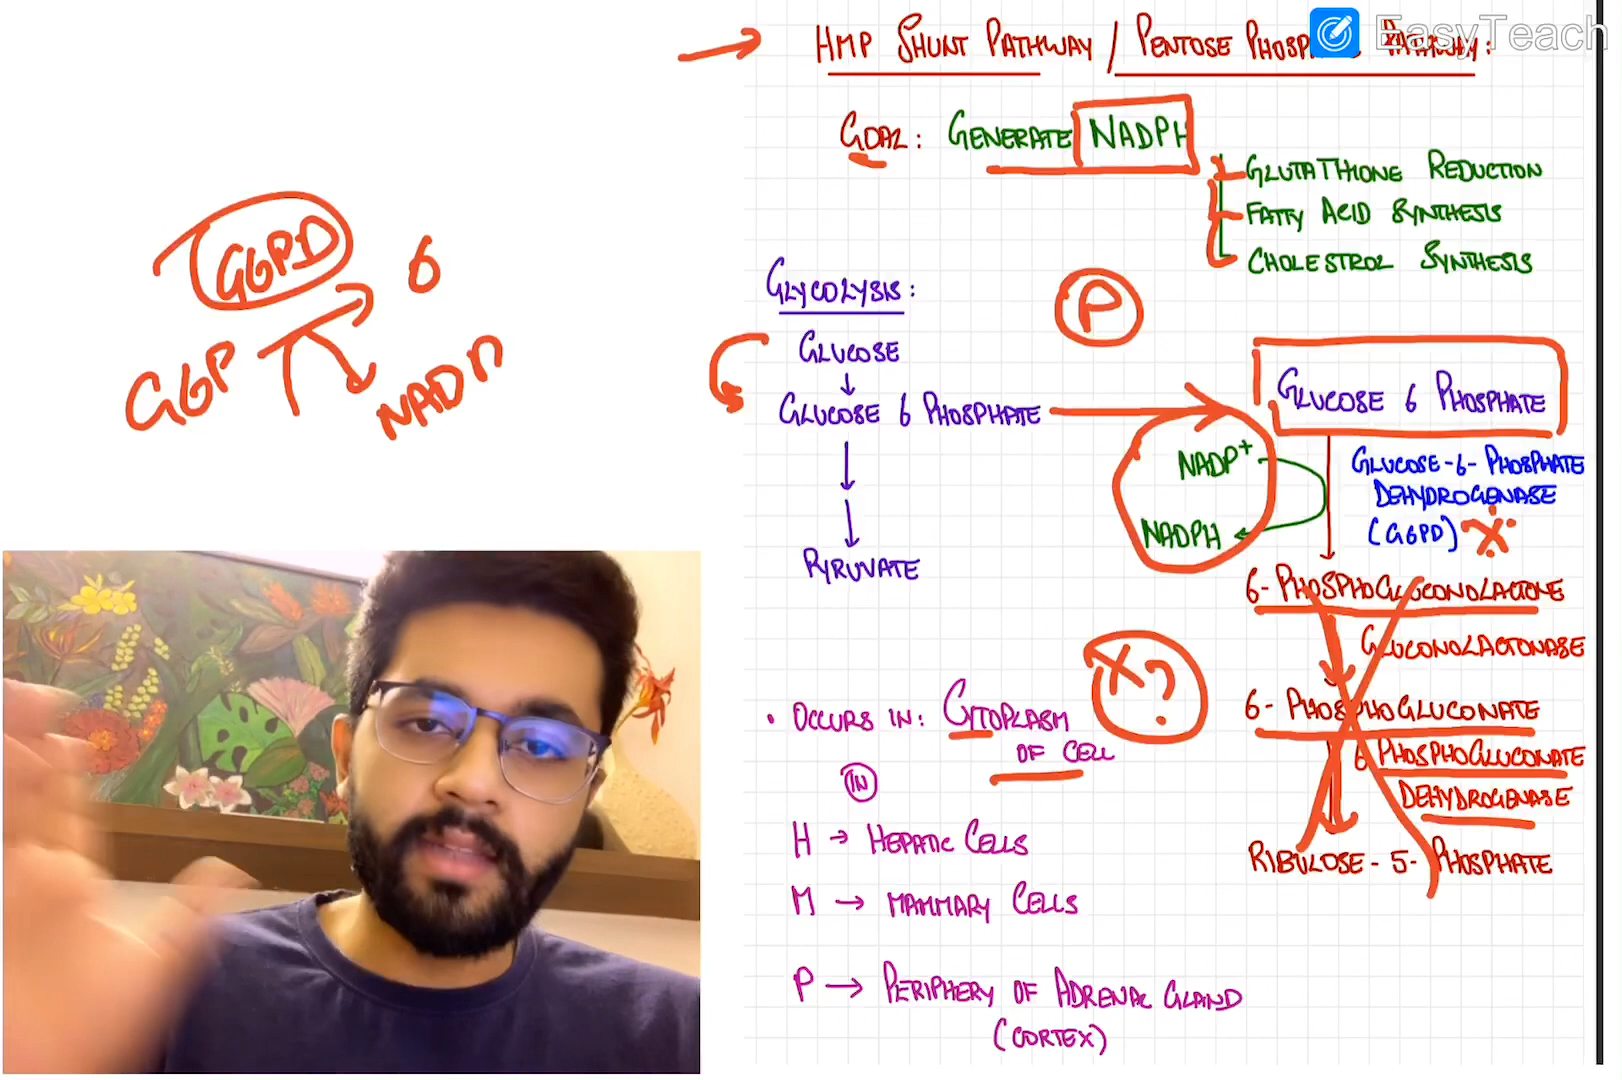 EasyTeach
→ HMP SHUNT PATHWAY / PENTOSE PHOSP PATHWAY:
GOAL: GENERATE NADPH
GLUTATHIONE REDUCTION
FATTY ACID SYNTHESIS
CHOLESTROL SYNTHESIS
G6PD
6
G6P
NADP
GLYCOLYSIS:
GLUCOSE
↓
GLUCOSE 6 PHOSPHATE
PYRUVATE
P
GLUCOSE 6 PHOSPHATE
NADP+
NADPH
GLUCOSE-6-PHOSPHATE
DEHYDROGENASE
(G6PD) X
6-PHOSPHOGLUCONOLACTONE
GLUCONOLACTONASE
6-PHOSPHOGLUCONATE
6 PHOSPHOGLUCONATE
DEHYDROGENASE
RIBULOSE-5-PHOSPHATE
X?
• OCCURS IN: CYTOPLASM
OF CELL
IN
H → HEPATIC CELLS
M → MAMMARY CELLS
P → PERIPHERY OF ADRENAL GLAND
(CORTEX)